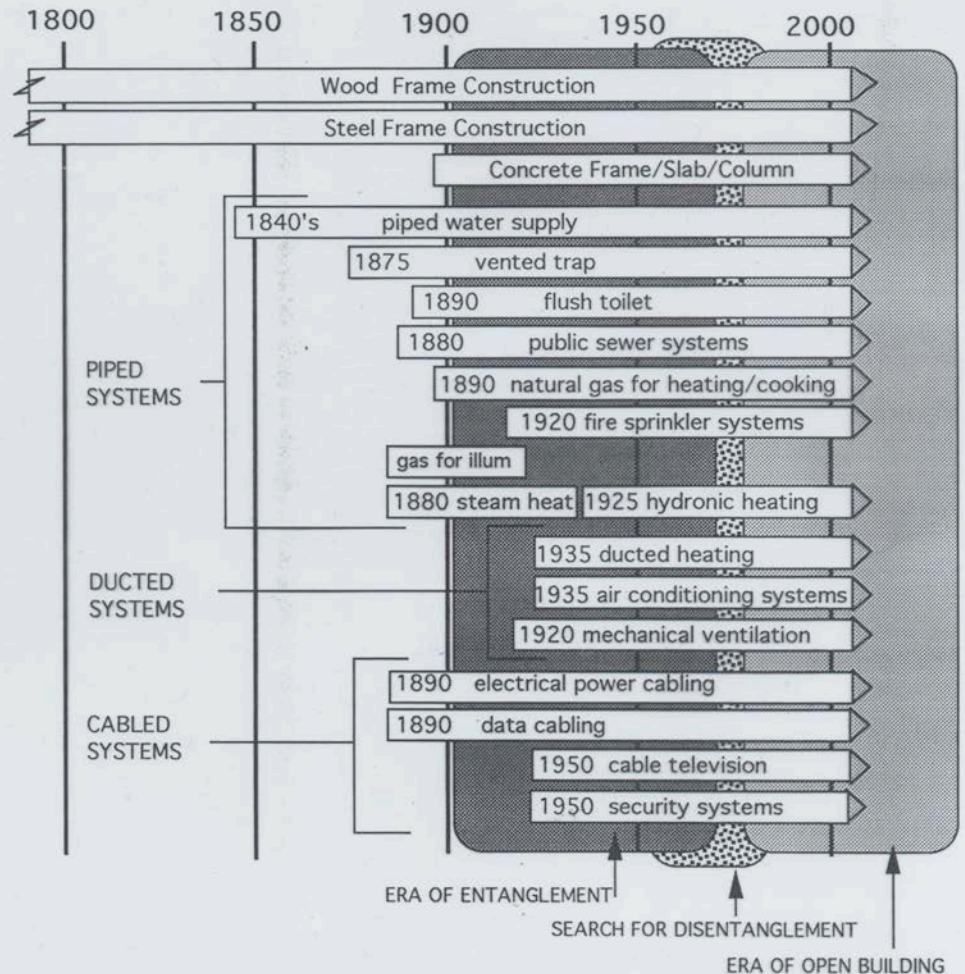 1800 1850 1900 1950 2000
Wood Frame Construction
Steel Frame Construction
Concrete Frame/Slab/Column
1840's piped water supply
1875 vented trap
1890 flush toilet
1880 public sewer systems
PIPED
SYSTEMS
1890 natural gas for heating/cooking
1920 fire sprinkler systems
gas for illum
1880 steam heat 1925 hydronic heating
DUCTED
SYSTEMS
1935 ducted heating
1935 air conditioning systems
1920 mechanical ventilation
CABLED
SYSTEMS
1890 electrical power cabling
1890 data cabling
1950 cable television
1950 security systems
ERA OF ENTANGLEMENT
SEARCH FOR DISENTANGLEMENT
ERA OF OPEN BUILDING